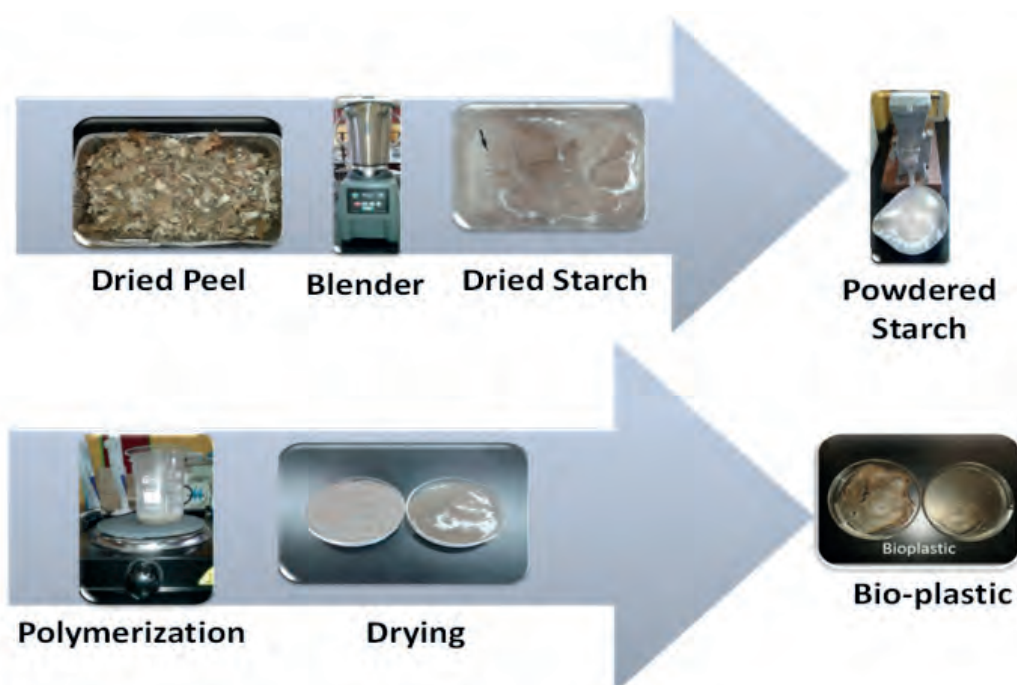 Dried Peel
Blender
Dried Starch
Powdered
Starch
Polymerization
Drying
Bioplastic
Bio-plastic